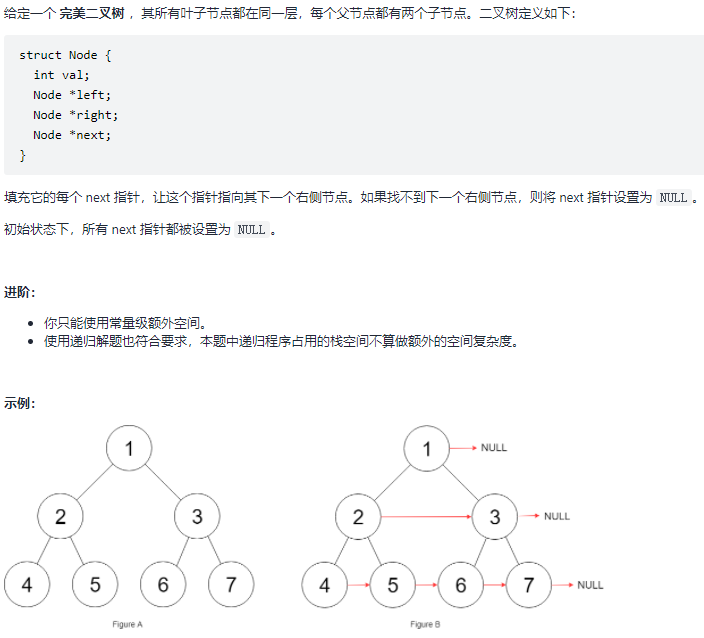 给定一个 完美二叉树 ，其所有叶子节点都在同一层，每个父节点都有两个子节点。二叉树定义如下：
struct Node {
  int val;
  Node *left;
  Node *right;
  Node *next;
}
填充它的每个 next 指针，让这个指针指向其下一个右侧节点。如果找不到下一个右侧节点，则将 next 指针设置为 NULL 。
初始状态下，所有 next 指针都被设置为 NULL 。
进阶：
• 你只能使用常量级额外空间。
• 使用递归解题也符合要求，本题中递归程序占用的栈空间不算做额外的空间复杂度。
示例：
1
1 NULL
2 3
2 3 NULL
4 5 6 7
4 5 6 7 NULL
Figure A
Figure B